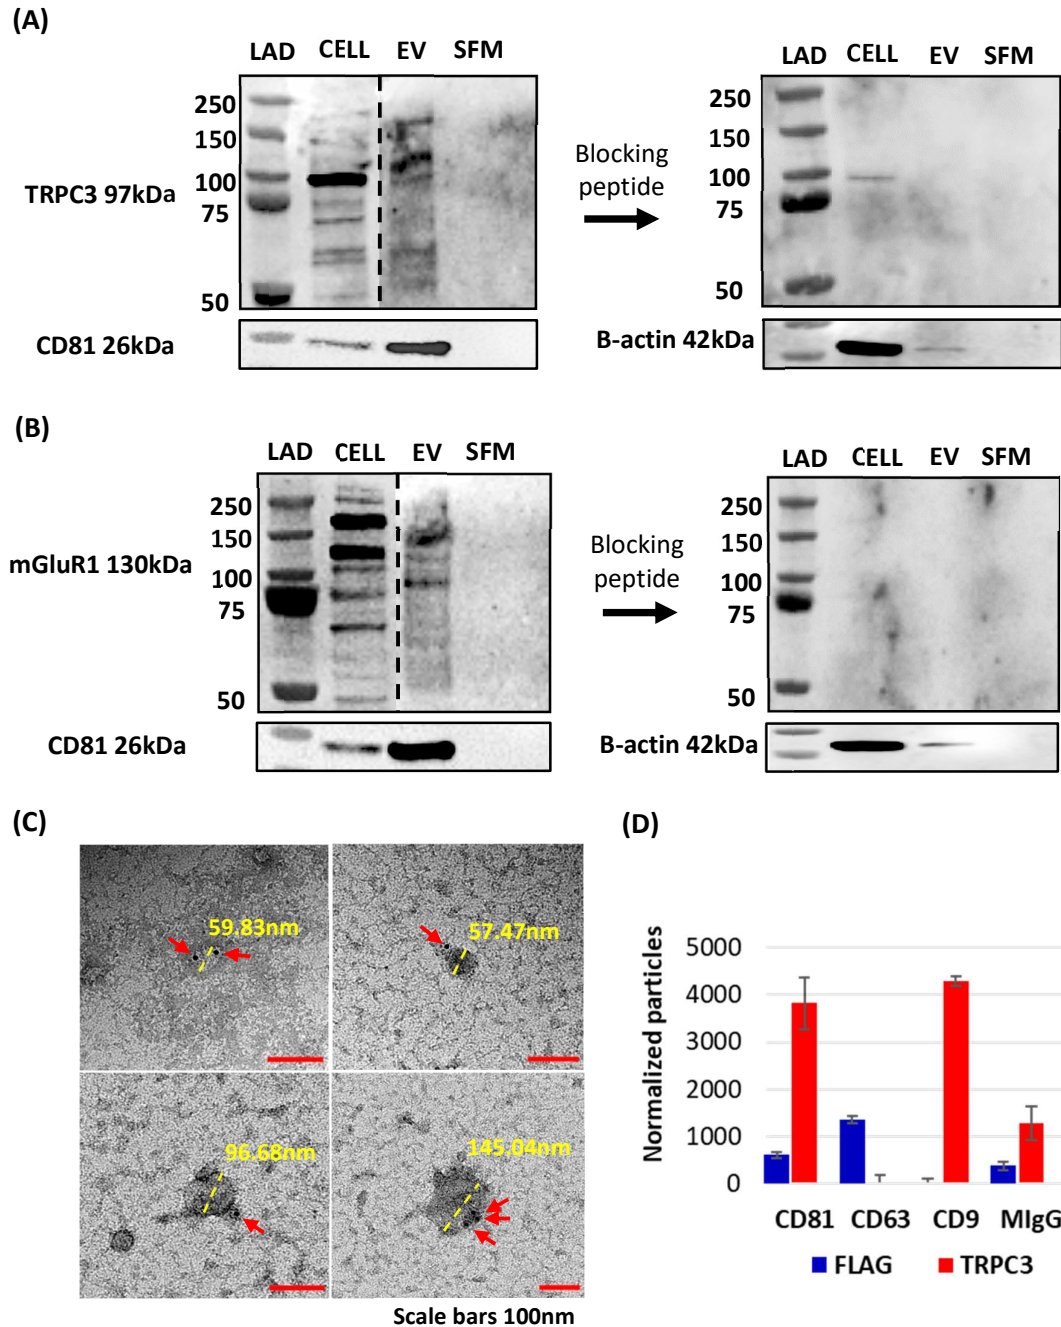 (A)
LAD CELL EV SFM
250
150
100
75
50
TRPC3 97kDa
CD81 26kDa
Blocking
peptide
LAD CELL EV SFM
250
150
100
75
50
B-actin 42kDa
(B)
LAD CELL EV SFM
250
150
100
75
50
mGluR1 130kDa
CD81 26kDa
Blocking
peptide
LAD CELL EV SFM
250
150
100
75
50
B-actin 42kDa
(C)
59.83nm
57.47nm
96.68nm
145.04nm
Scale bars 100nm
(D)
Normalized particles
5000
4000
3000
2000
1000
0
CD81 CD63 CD9 MIgG
FLAG TRPC3